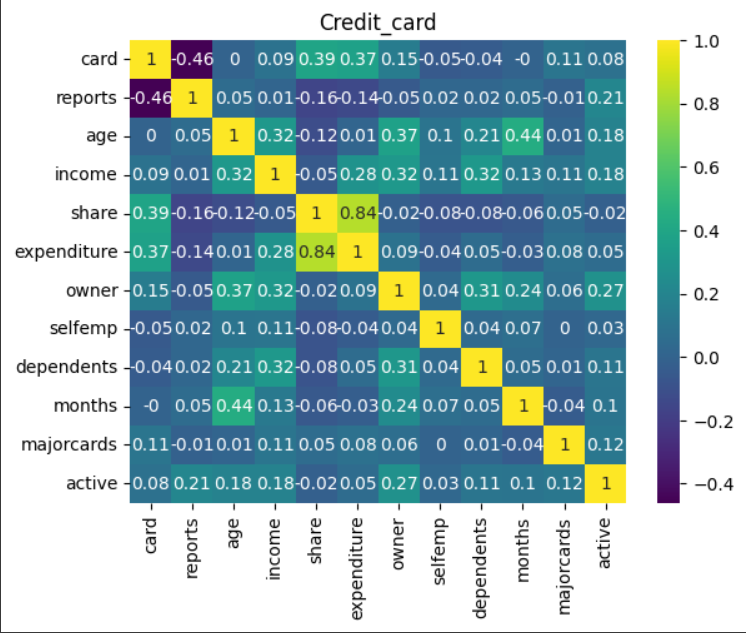 Credit_card
card 1 -0.46 0 0.09 0.39 0.37 0.15 -0.05 -0.04 -0 0.11 0.08
reports -0.46 1 0.05 0.01 -0.16 -0.14 -0.05 0.02 0.02 0.05 -0.01 0.21
age 0 0.05 1 0.32 -0.12 0.01 0.37 0.1 0.21 0.44 0.01 0.18
income 0.09 0.01 0.32 1 -0.05 0.28 0.32 0.11 0.32 0.13 0.11 0.18
share 0.39 -0.16 -0.12 -0.05 1 0.84 -0.02 -0.08 -0.08 -0.06 0.05 -0.02
expenditure 0.37 -0.14 0.01 0.28 0.84 1 0.09 -0.04 0.05 -0.03 0.08 0.05
owner 0.15 -0.05 0.37 0.32 -0.02 0.09 1 0.04 0.31 0.24 0.06 0.27
selfemp -0.05 0.02 0.1 0.11 -0.08 -0.04 0.04 1 0.04 0.07 0 0.03
dependents -0.04 0.02 0.21 0.32 -0.08 0.05 0.31 0.04 1 0.05 0.01 0.11
months -0 0.05 0.44 0.13 -0.06 -0.03 0.24 0.07 0.05 1 -0.04 0.1
majorcards 0.11 -0.01 0.01 0.11 0.05 0.08 0.06 0 0.01 -0.04 1 0.12
active 0.08 0.21 0.18 0.18 -0.02 0.05 0.27 0.03 0.11 0.1 0.12 1
card
reports
age
income
share
expenditure
owner
selfemp
dependents
months
majorcards
active
1.0
0.8
0.6
0.4
0.2
0.0
−0.2
−0.4